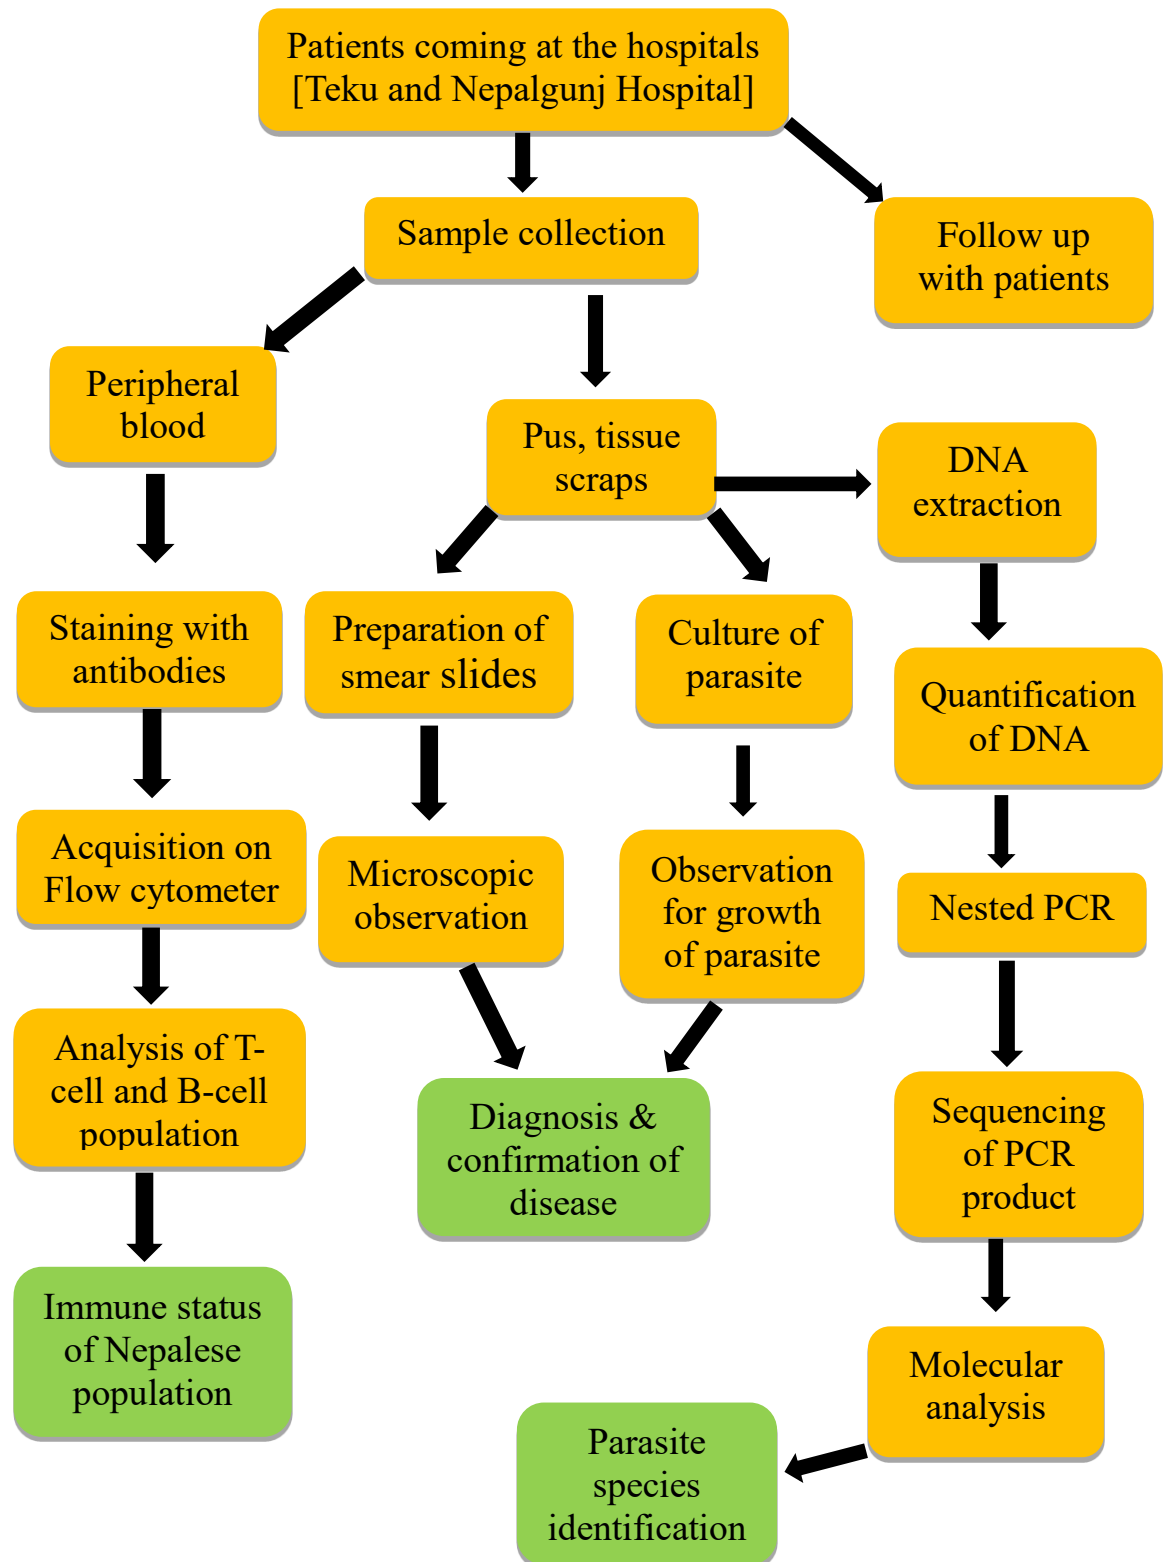 Patients coming at the hospitals
[Teku and Nepalgunj Hospital]
Sample collection
Follow up
with patients
Peripheral
blood
Pus, tissue
scraps
DNA
extraction
Staining with
antibodies
Preparation of
smear slides
Culture of
parasite
Quantification
of DNA
Acquisition on
Flow cytometer
Microscopic
observation
Observation
for growth
of parasite
Nested PCR
Analysis of T-
cell and B-cell
population
Diagnosis &
confirmation of
disease
Sequencing
of PCR
product
Immune status
of Nepalese
population
Molecular
analysis
Parasite
species
identification